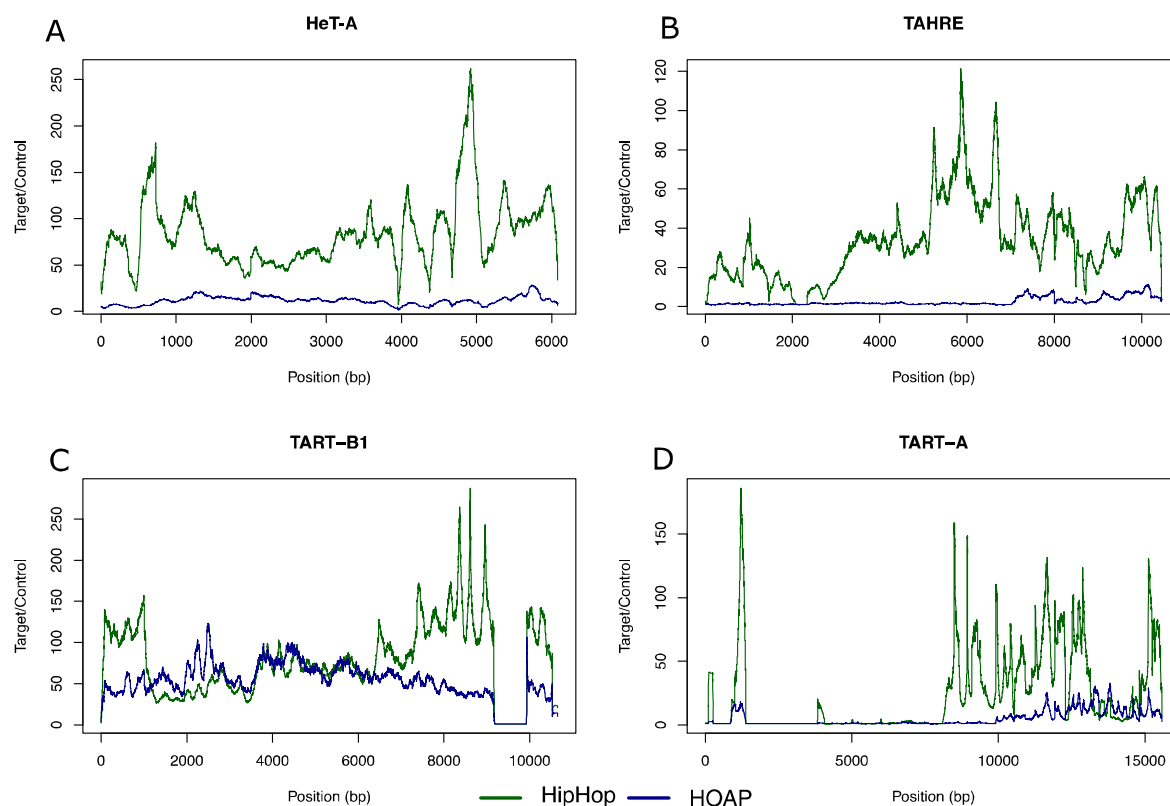 A
HeT-A
Target/Control
250
200
150
100
50
0
0 1000 2000 3000 4000 5000 6000
Position (bp)
B
TAHRE
Target/Control
120
100
80
60
40
20
0
0 2000 4000 6000 8000 10000
Position (bp)
C
TART−B1
Target/Control
250
200
150
100
50
0
0 2000 4000 6000 8000 10000
Position (bp)
D
TART−A
Target/Control
150
100
50
0
0 5000 10000 15000
Position (bp)
HipHop HOAP